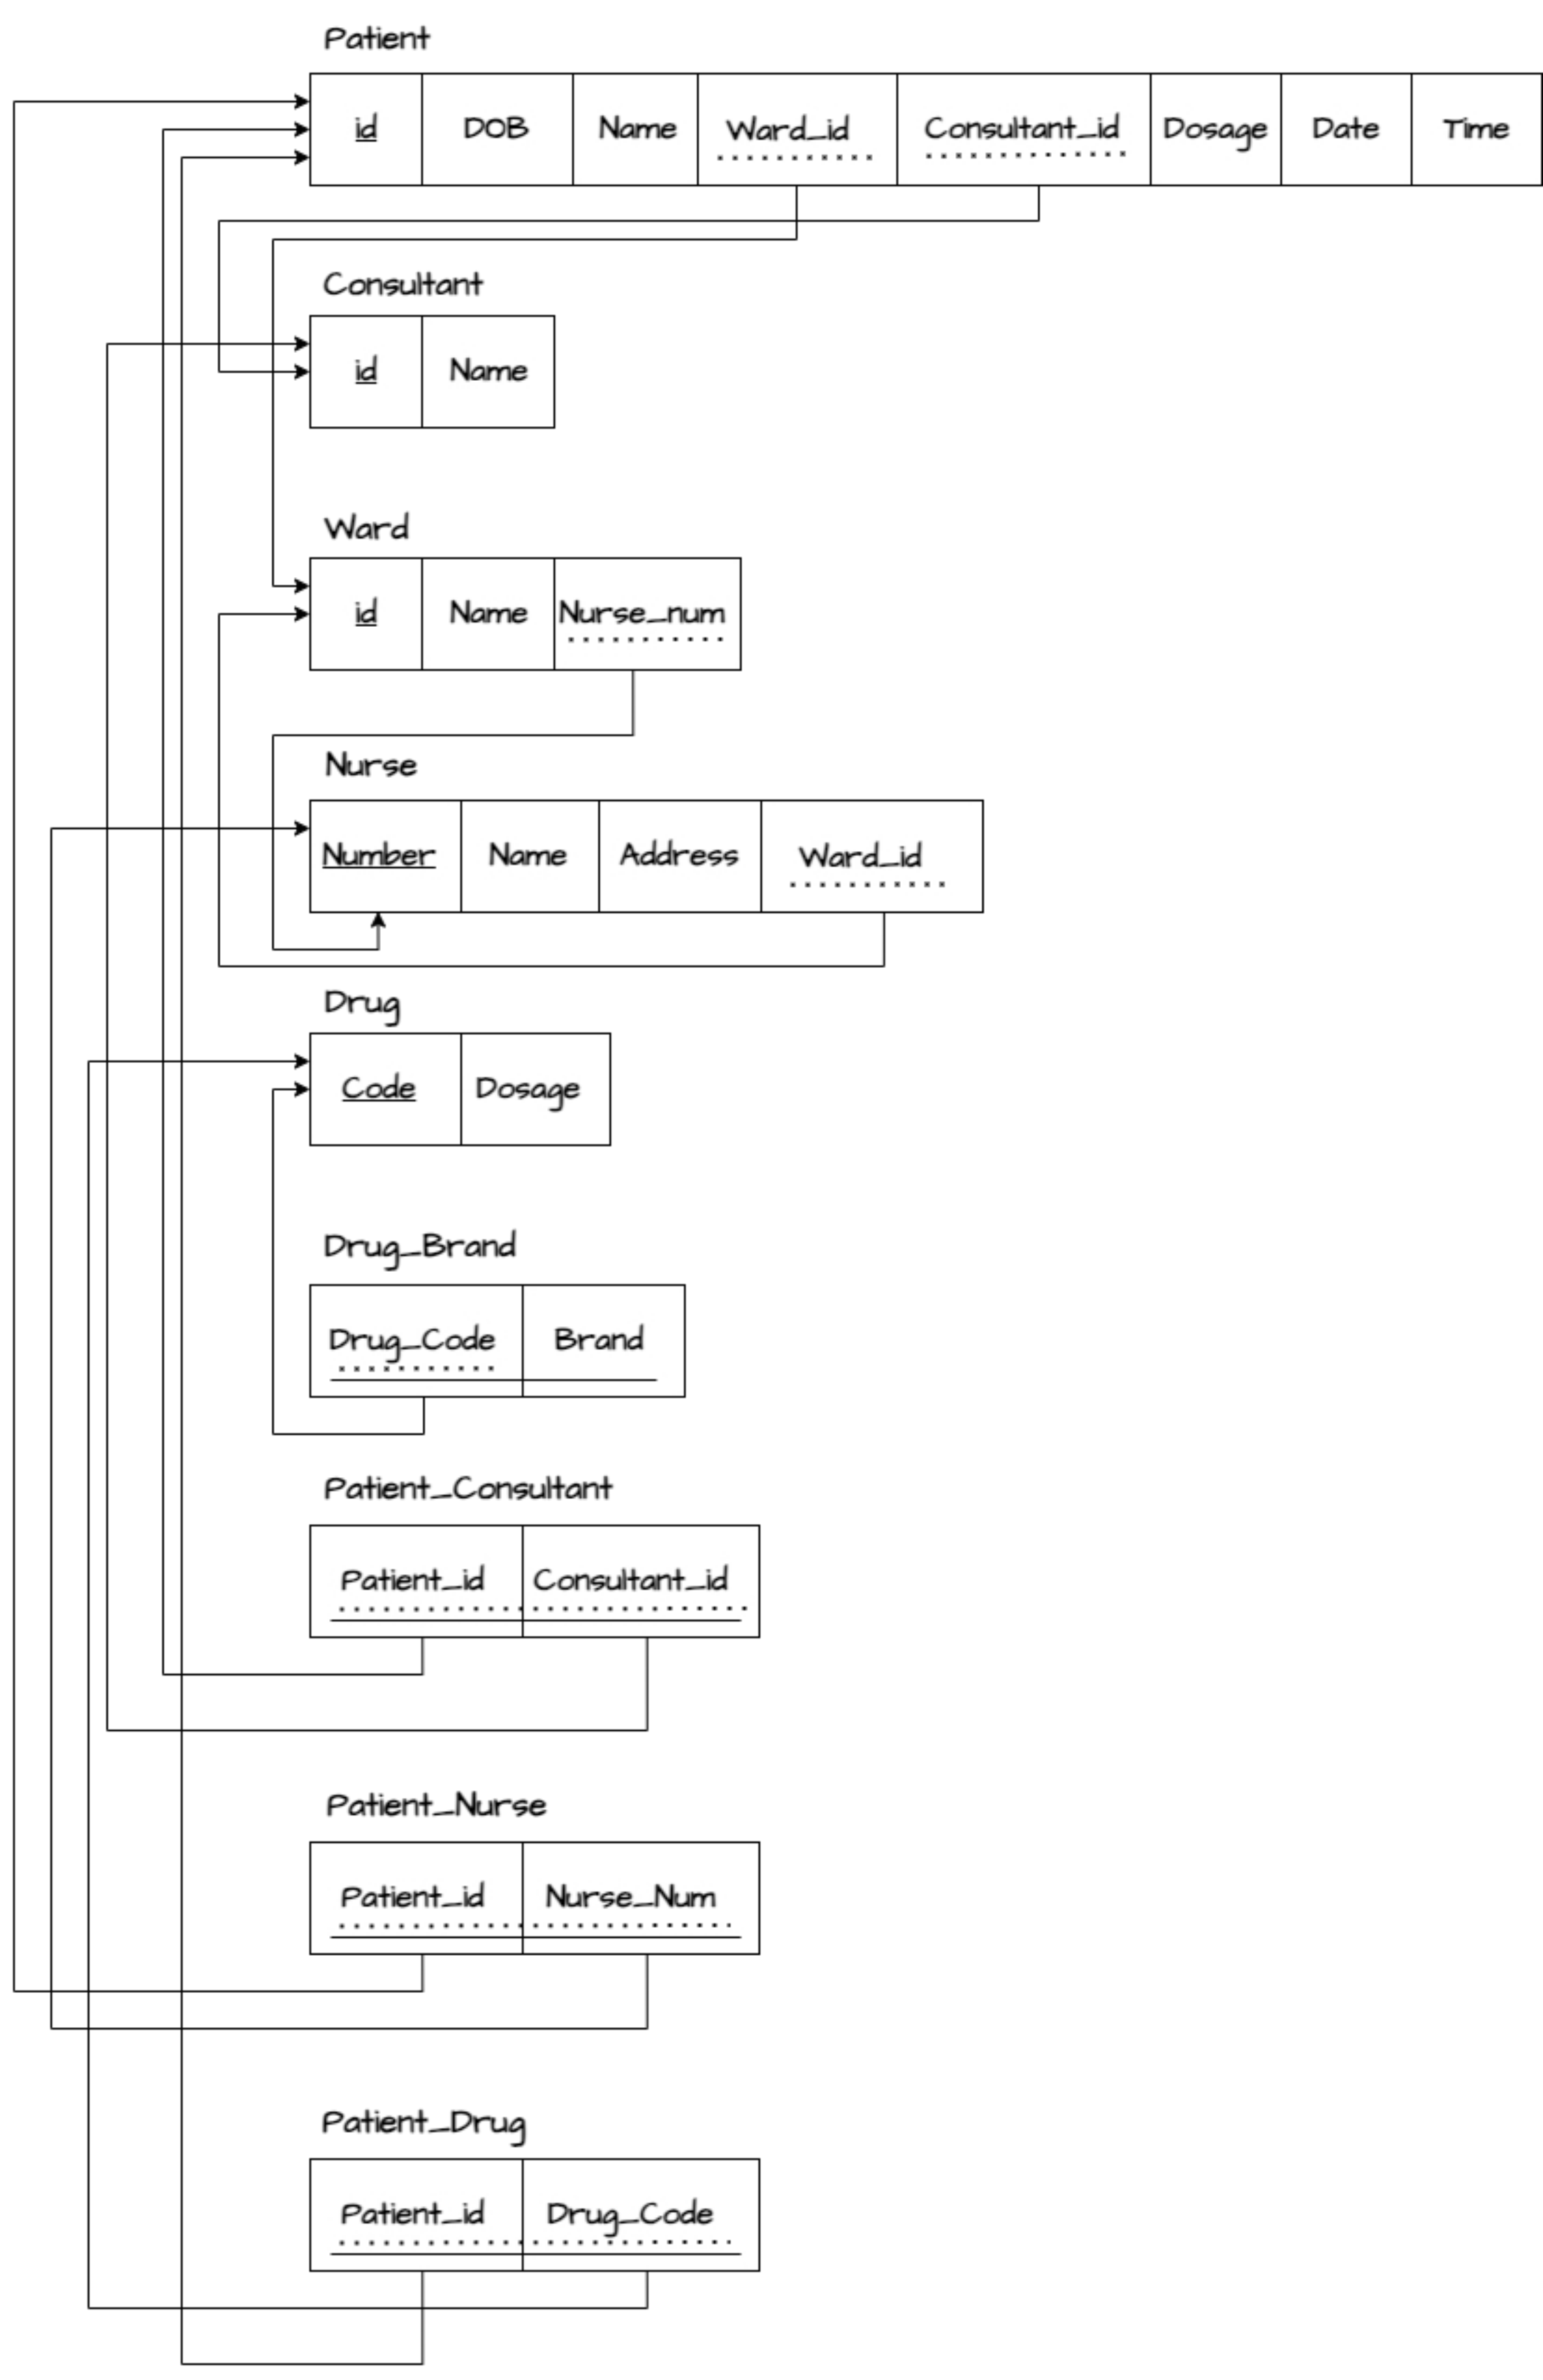 Patient
id DOB Name Ward_id Consultant_id Dosage Date Time
Consultant
id Name
Ward
id Name Nurse_num
Nurse
Number Name Address Ward_id
Drug
Code Dosage
Drug_Brand
Drug_Code Brand
Patient_Consultant
Patient_id Consultant_id
Patient_Nurse
Patient_id Nurse_Num
Patient_Drug
Patient_id Drug_Code